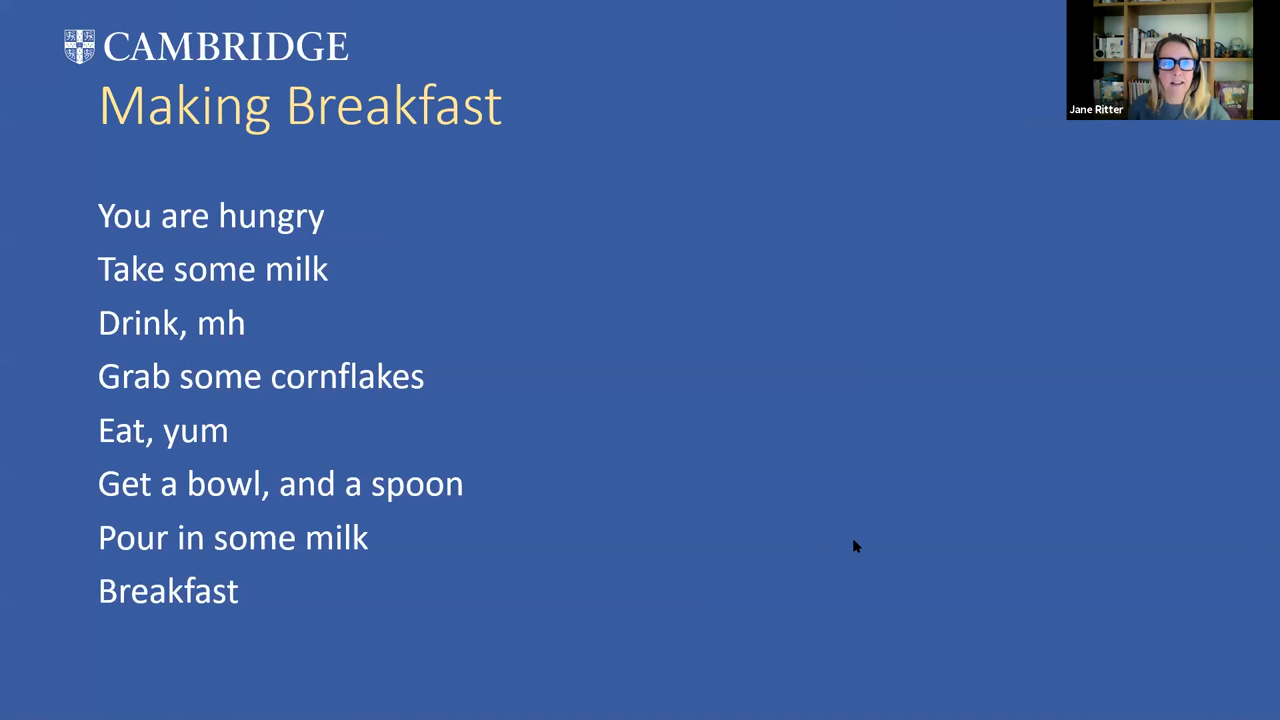 CAMBRIDGE
Making Breakfast
Jane Ritter
You are hungry
Take some milk
Drink, mh
Grab some cornflakes
Eat, yum
Get a bowl, and a spoon
Pour in some milk
Breakfast